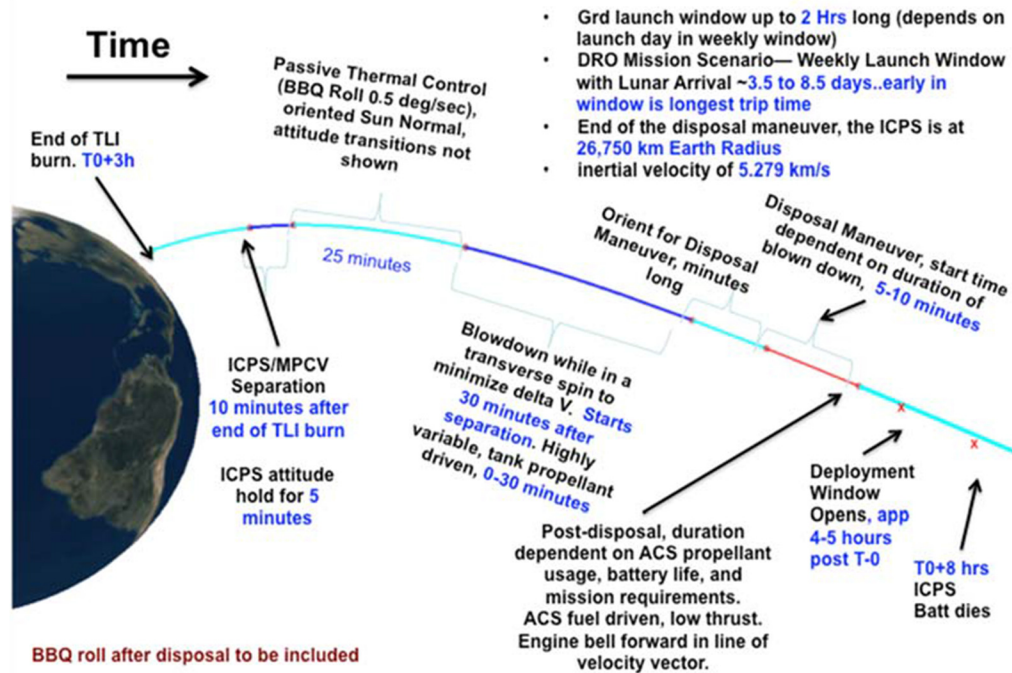 Time
• Grd launch window up to 2 Hrs long (depends on
launch day in weekly window)
• DRO Mission Scenario— Weekly Launch Window
with Lunar Arrival ~3.5 to 8.5 days..early in
window is longest trip time
• End of the disposal maneuver, the ICPS is at
26,750 km Earth Radius
• inertial velocity of 5.279 km/s
End of TLI
burn. T0+3h
Passive Thermal Control
(BBQ Roll 0.5 deg/sec),
oriented Sun Normal,
attitude transitions not
shown
25 minutes
ICPS/MPCV
Separation
10 minutes after
end of TLI burn
ICPS attitude
hold for 5
minutes
Blowdown while in a
transverse spin to
minimize delta V. Starts
30 minutes after
separation. Highly
variable, tank propellant
driven, 0-30 minutes
Orient for Disposal
Maneuver, minutes
long
Disposal Maneuver, start time
dependent on duration of
blown down, 5-10 minutes
Post-disposal, duration
dependent on ACS propellant
usage, battery life, and
mission requirements.
ACS fuel driven, low thrust.
Engine bell forward in line of
velocity vector.
Deployment
Window
Opens, app
4-5 hours
post T-0
T0+8 hrs
ICPS
Batt dies
BBQ roll after disposal to be included